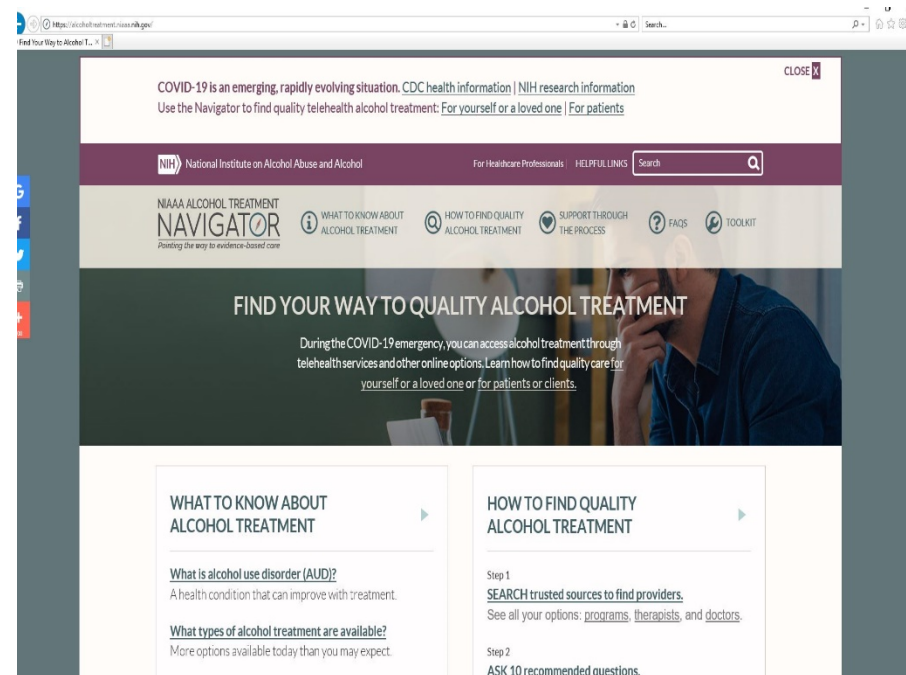 https://alcoholtreatment.niaaa.nih.gov/
Search...
Find Your Way to Alcohol T...
CLOSE X
COVID-19 is an emerging, rapidly evolving situation. CDC health information | NIH research information
Use the Navigator to find quality telehealth alcohol treatment: For yourself or a loved one | For patients
NIH National Institute on Alcohol Abuse and Alcohol
For Healthcare Professionals | HELPFUL LINKS Search
NIAAA ALCOHOL TREATMENT
NAVIGATOR
Pointing the way to evidence-based care
WHAT TO KNOW ABOUT
ALCOHOL TREATMENT
HOW TO FIND QUALITY
ALCOHOL TREATMENT
SUPPORT THROUGH
THE PROCESS
FAQS
TOOLKIT
FIND YOUR WAY TO QUALITY ALCOHOL TREATMENT
During the COVID-19 emergency, you can access alcohol treatment through
telehealth services and other online options. Learn how to find quality care for
yourself or a loved one or for patients or clients.
WHAT TO KNOW ABOUT
ALCOHOL TREATMENT
What is alcohol use disorder (AUD)?
A health condition that can improve with treatment.
What types of alcohol treatment are available?
More options available today than you may expect.
HOW TO FIND QUALITY
ALCOHOL TREATMENT
Step 1
SEARCH trusted sources to find providers.
See all your options: programs, therapists, and doctors.
Step 2
ASK 10 recommended questions.